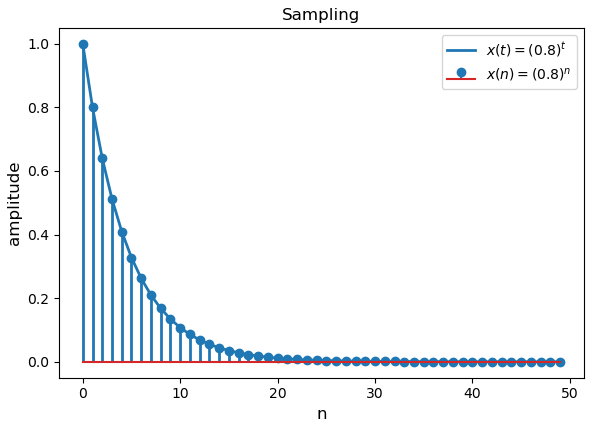 Sampling
x(t) = (0.8)^t
x(n) = (0.8)^n
amplitude
1.0
0.8
0.6
0.4
0.2
0.0
0 10 20 30 40 50
n